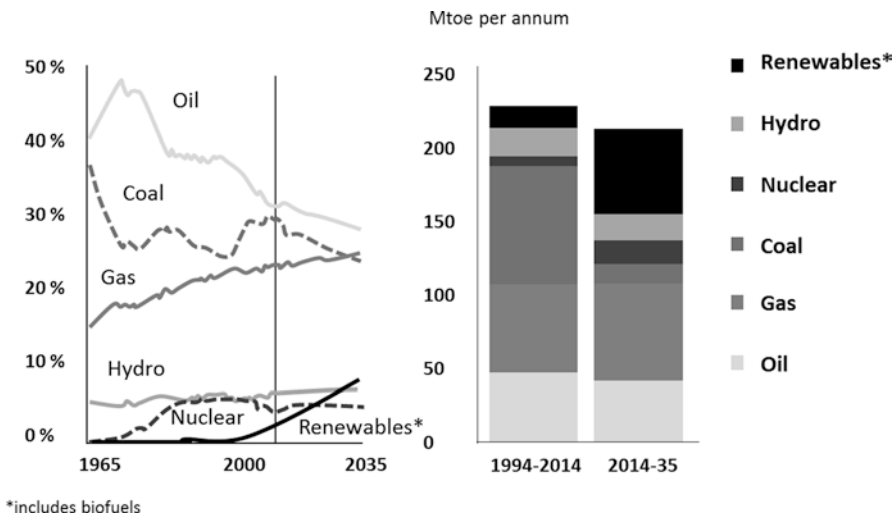 Mtoe per annum
50 %
40 %
30 %
20 %
10 %
0 %
Oil
Coal
Gas
Hydro
Nuclear
Renewables*
1965
2000
2035
250
200
150
100
50
0
1994-2014
2014-35
Renewables*
Hydro
Nuclear
Coal
Gas
Oil
*includes biofuels